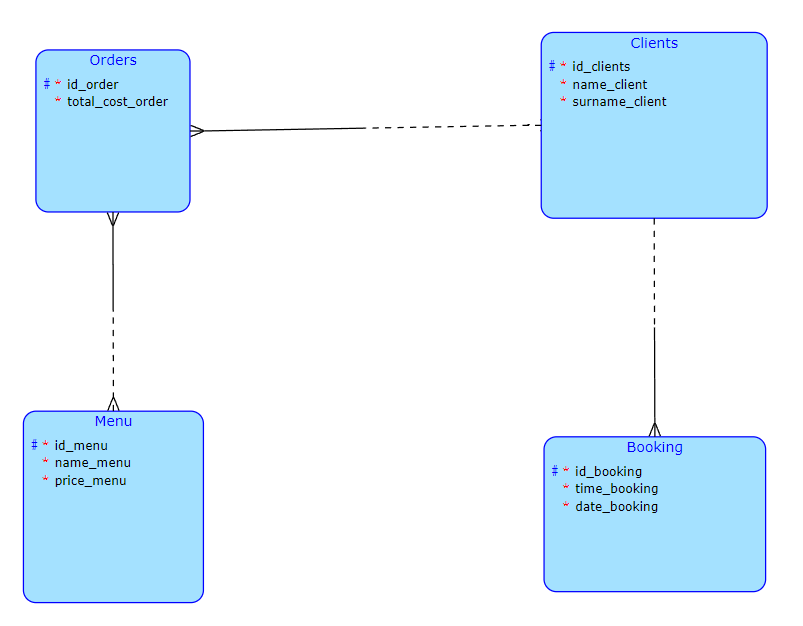 Orders
# * id_order
* total_cost_order
Clients
# * id_clients
* name_client
* surname_client
Menu
# * id_menu
* name_menu
* price_menu
Booking
# * id_booking
* time_booking
* date_booking